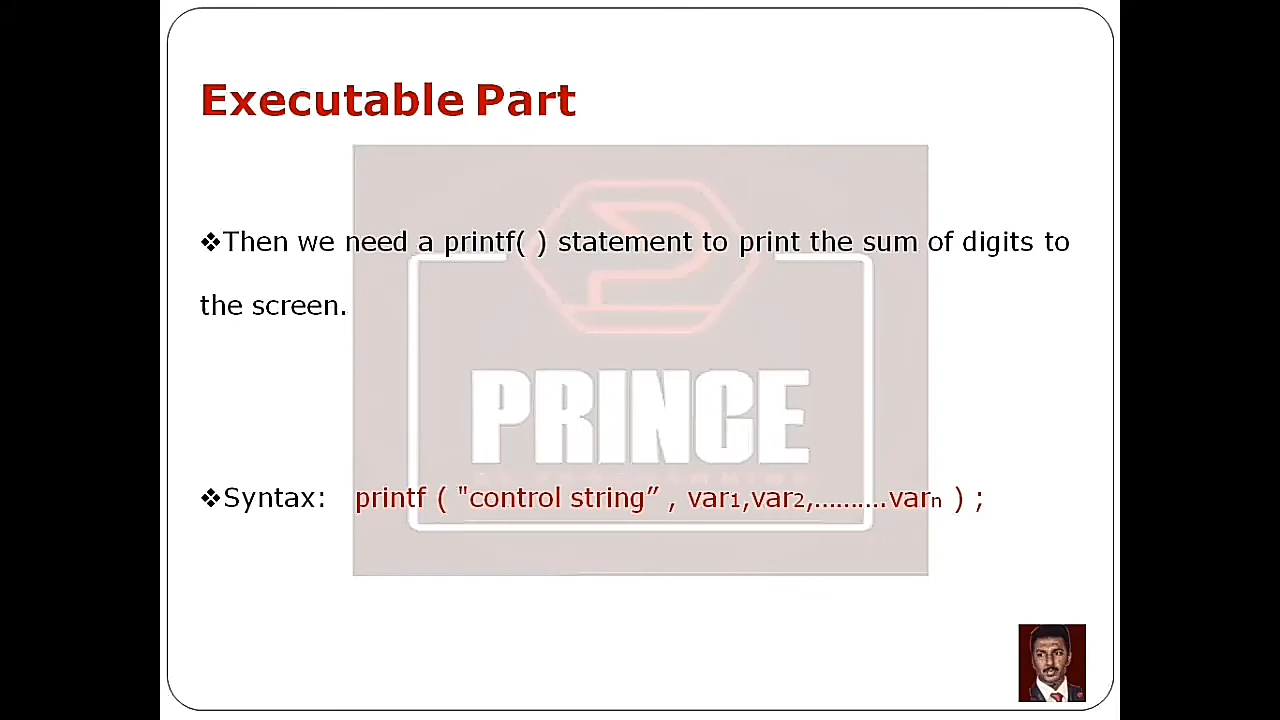 Executable Part
❖Then we need a printf( ) statement to print the sum of digits to
the screen.
PRINCE
❖Syntax: printf ( "control string” , var1,var2,..........varn ) ;